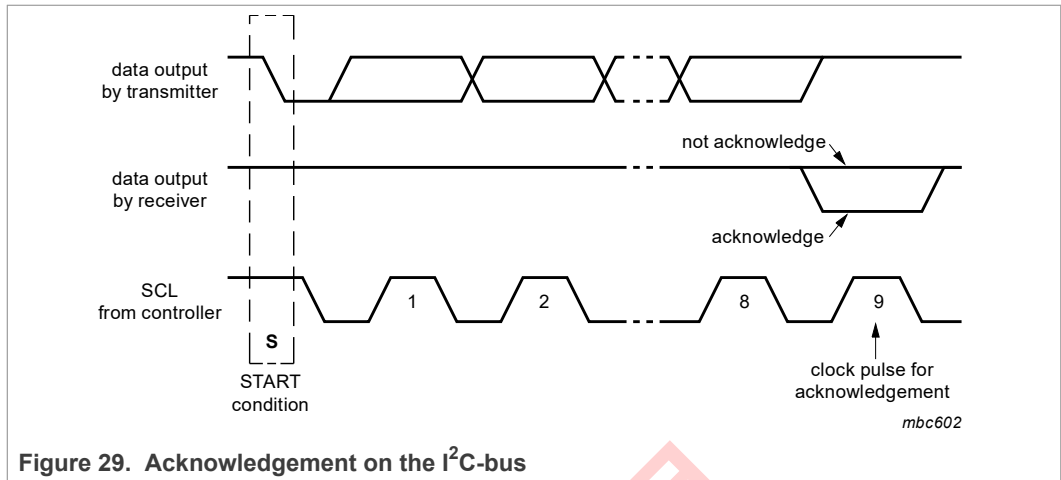 data output
by transmitter
not acknowledge
data output
by receiver
acknowledge
SCL
from controller
1
2
8
9
S
START
condition
clock pulse for
acknowledgement
mbc602
Figure 29. Acknowledgement on the I²C-bus